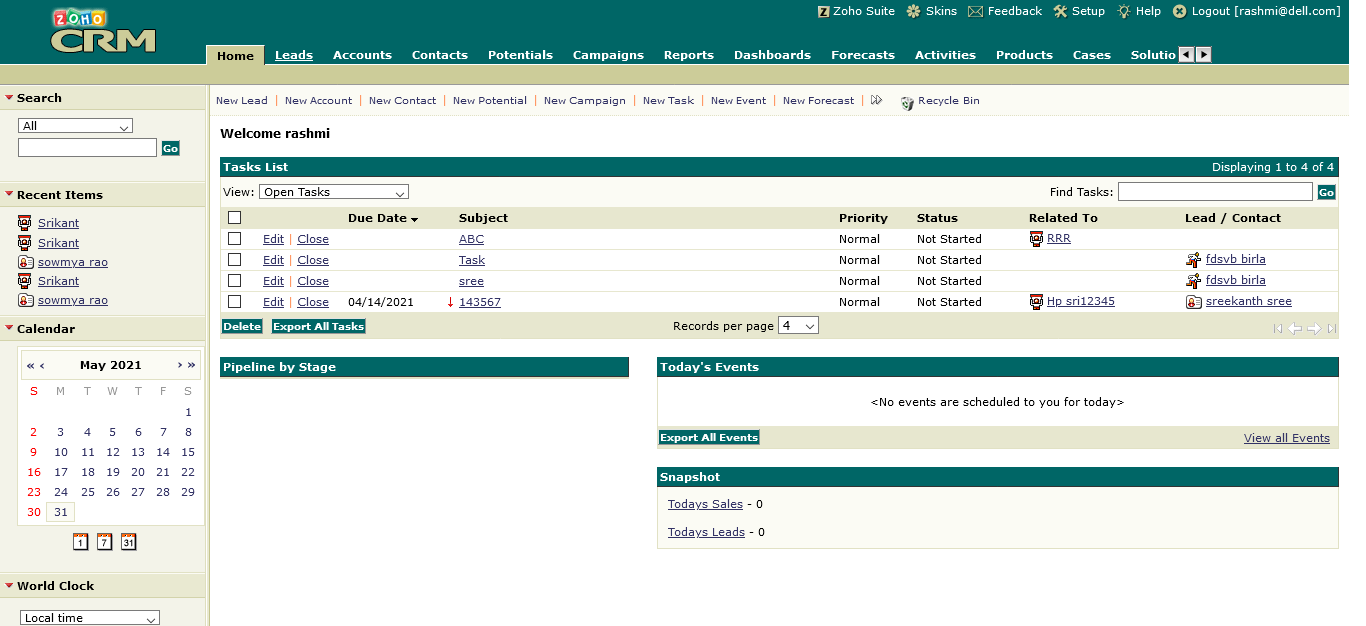 ZOHO
CRM
Zoho Suite Skins Feedback Setup Help Logout [rashmi@dell.com]
Home Leads Accounts Contacts Potentials Campaigns Reports Dashboards Forecasts Activities Products Cases Solutio
Search
All
Go
Recent Items
Srikant
Srikant
sowmya rao
Srikant
sowmya rao
Calendar
« ‹ May 2021 › »
S M T W T F S
1
2 3 4 5 6 7 8
9 10 11 12 13 14 15
16 17 18 19 20 21 22
23 24 25 26 27 28 29
30 31
1 7 31
World Clock
Local time
New Lead | New Account | New Contact | New Potential | New Campaign | New Task | New Event | New Forecast | Recycle Bin
Welcome rashmi
Tasks List Displaying 1 to 4 of 4
View: Open Tasks Find Tasks: Go
Due Date Subject Priority Status Related To Lead / Contact
Edit | Close ABC Normal Not Started RRR
Edit | Close Task Normal Not Started fdsvb birla
Edit | Close sree Normal Not Started fdsvb birla
Edit | Close 04/14/2021 143567 Normal Not Started Hp sri12345 sreekanth sree
Delete Export All Tasks Records per page 4
Pipeline by Stage
Today's Events
<No events are scheduled to you for today>
Export All Events View all Events
Snapshot
Todays Sales - 0
Todays Leads - 0